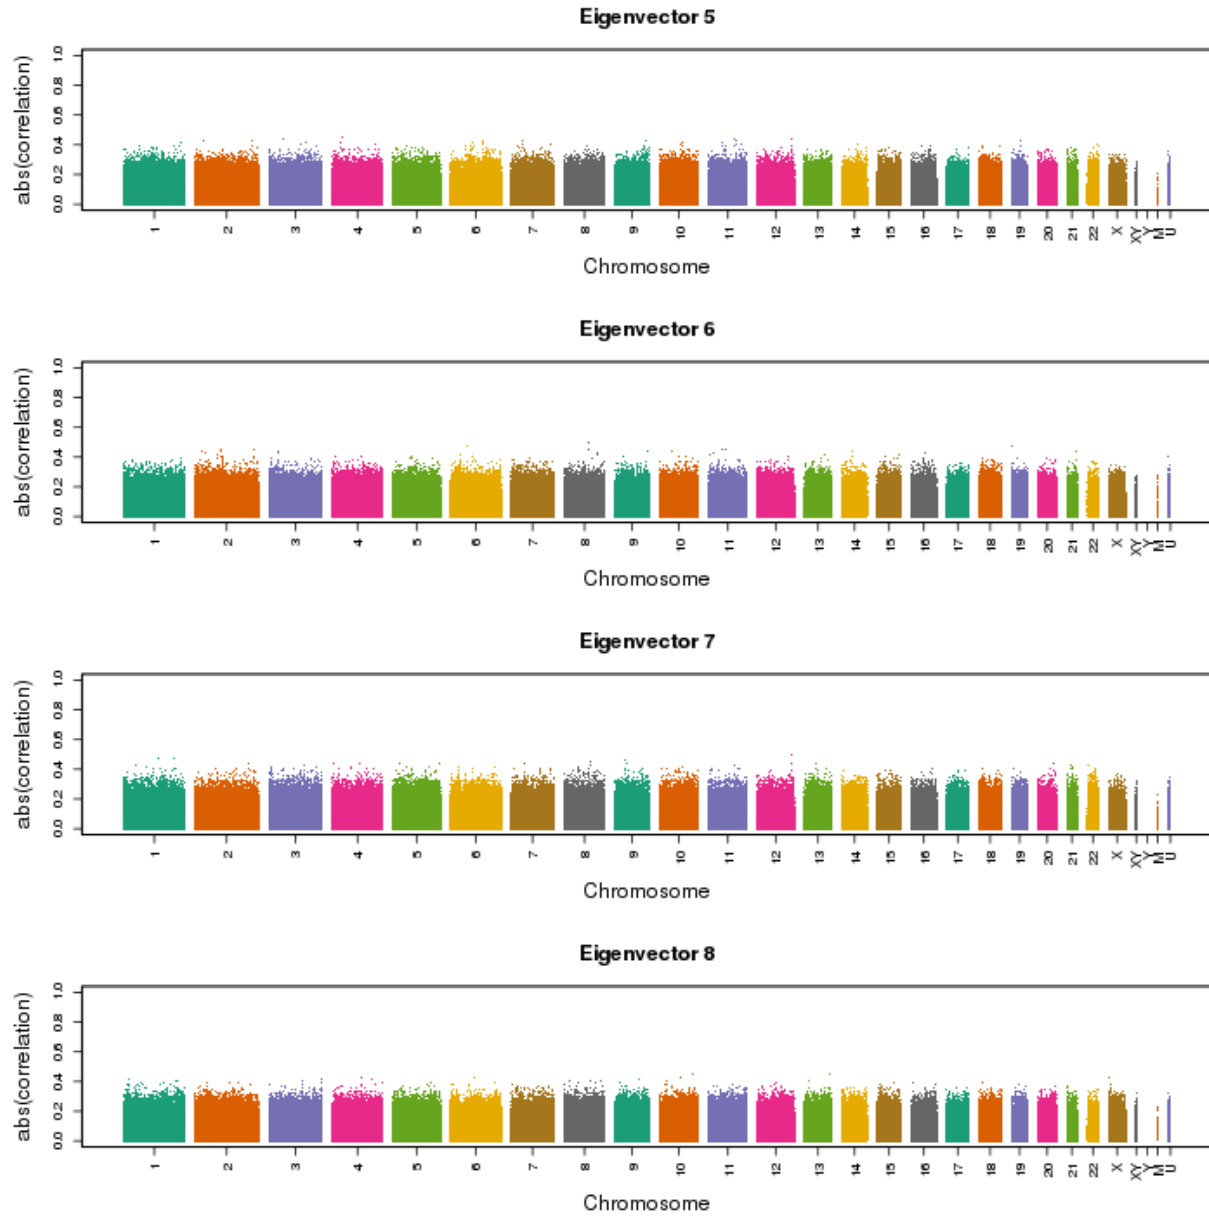 Eigenvector 5
abs(correlation)
0.0 0.2 0.4 0.6 0.8 1.0
1 2 3 4 5 6 7 8 9 10 11 12 13 14 15 16 17 18 19 20 21 22 X XY Y M U
Chromosome
Eigenvector 6
abs(correlation)
0.0 0.2 0.4 0.6 0.8 1.0
1 2 3 4 5 6 7 8 9 10 11 12 13 14 15 16 17 18 19 20 21 22 X XY Y M U
Chromosome
Eigenvector 7
abs(correlation)
0.0 0.2 0.4 0.6 0.8 1.0
1 2 3 4 5 6 7 8 9 10 11 12 13 14 15 16 17 18 19 20 21 22 X XY Y M U
Chromosome
Eigenvector 8
abs(correlation)
0.0 0.2 0.4 0.6 0.8 1.0
1 2 3 4 5 6 7 8 9 10 11 12 13 14 15 16 17 18 19 20 21 22 X XY Y M U
Chromosome